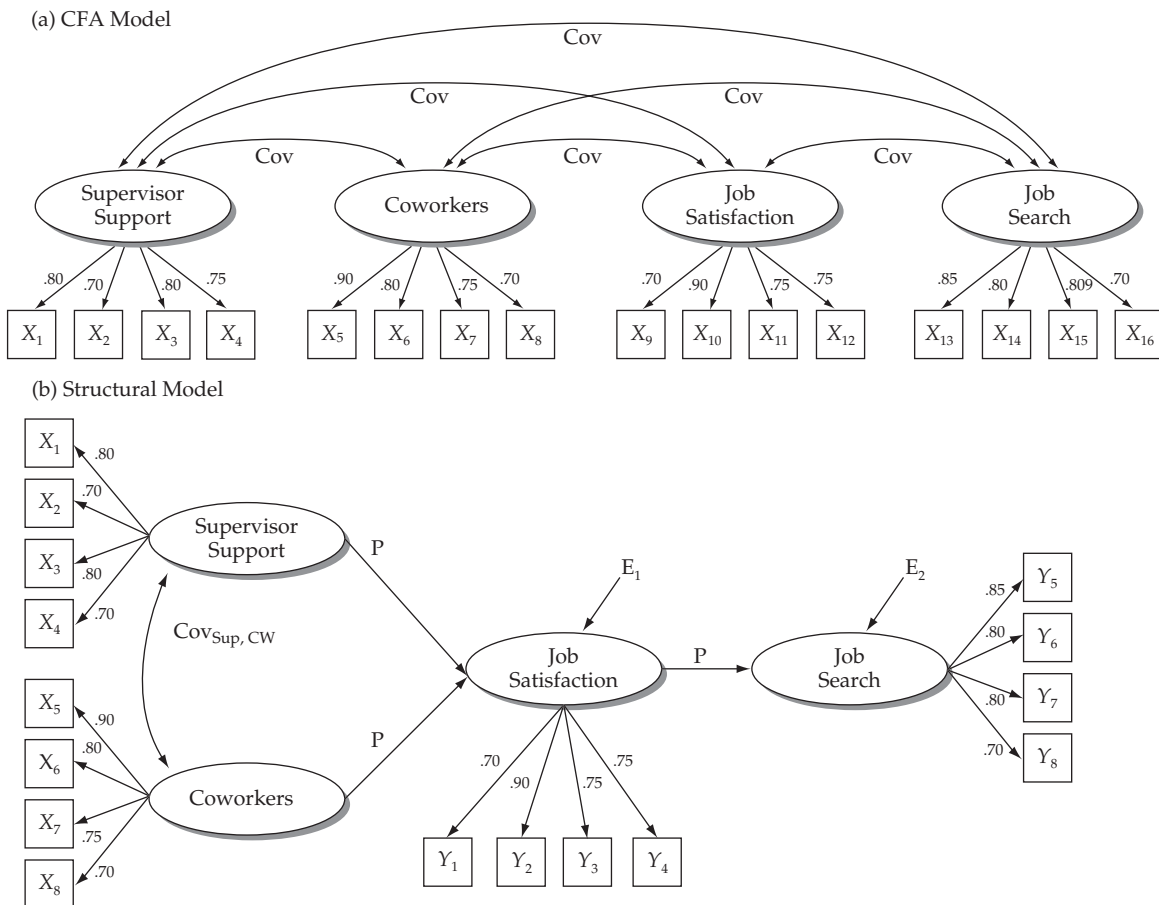 (a) CFA Model
Cov
Cov
Cov
Cov
Cov
Cov
Supervisor
Support
Coworkers
Job
Satisfaction
Job
Search
.80
.70
.80
.75
.90
.80
.75
.70
.70
.90
.75
.75
.85
.80
.809
.70
X1
X2
X3
X4
X5
X6
X7
X8
X9
X10
X11
X12
X13
X14
X15
X16
(b) Structural Model
X1
X2
X3
X4
.80
.70
.80
.70
Supervisor
Support
P
CovSup, CW
X5
X6
X7
X8
.90
.80
.75
.70
Coworkers
P
E1
Job
Satisfaction
P
.70
.90
.75
.75
Y1
Y2
Y3
Y4
E2
Job
Search
.85
.80
.80
.70
Y5
Y6
Y7
Y8